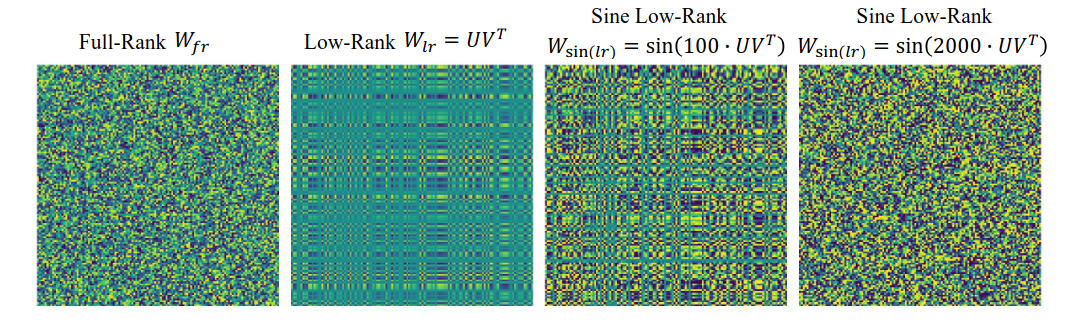 Full-Rank $W_{fr}$
Low-Rank $W_{lr} = UV^T$
Sine Low-Rank
$W_{\sin(lr)} = \sin(100 \cdot UV^T)$
Sine Low-Rank
$W_{\sin(lr)} = \sin(2000 \cdot UV^T)$